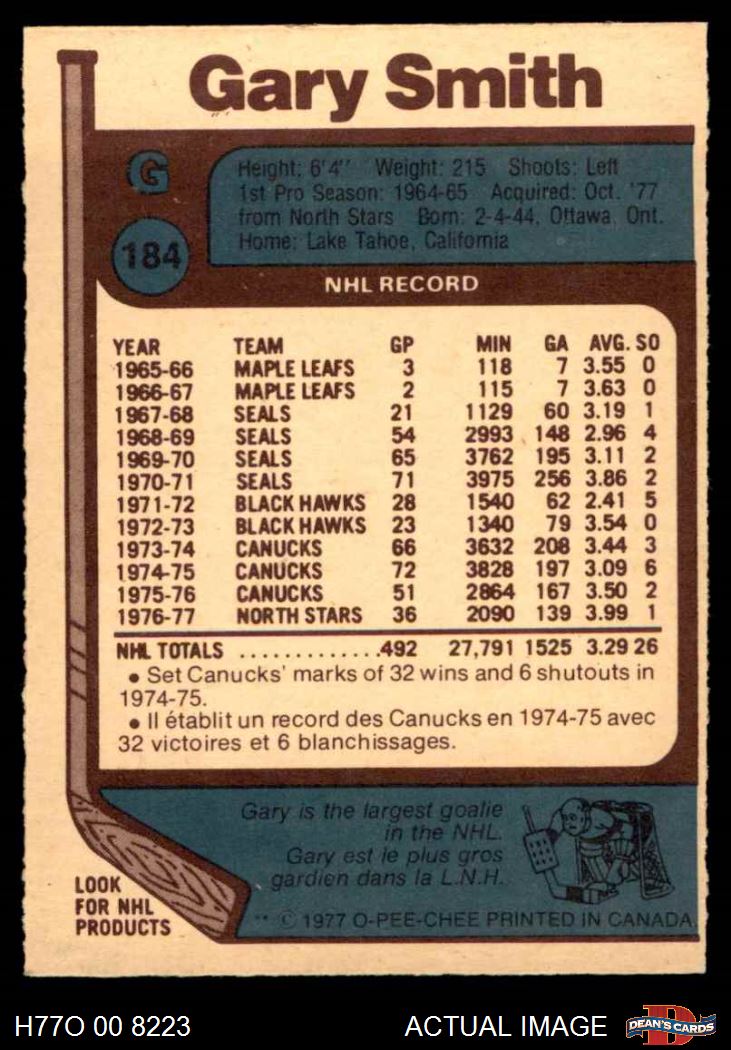 Gary Smith
G
184
Height: 6'4'' Weight: 215 Shoots: Left
1st Pro Season: 1964-65 Acquired: Oct. '77
from North Stars Born: 2-4-44, Ottawa, Ont.
Home: Lake Tahoe, California
NHL RECORD
YEAR TEAM GP MIN GA AVG. SO
1965-66 MAPLE LEAFS 3 118 7 3.55 0
1966-67 MAPLE LEAFS 2 115 7 3.63 0
1967-68 SEALS 21 1129 60 3.19 1
1968-69 SEALS 54 2993 148 2.96 4
1969-70 SEALS 65 3762 195 3.11 2
1970-71 SEALS 71 3975 256 3.86 2
1971-72 BLACK HAWKS 28 1540 62 2.41 5
1972-73 BLACK HAWKS 23 1340 79 3.54 0
1973-74 CANUCKS 66 3632 208 3.44 3
1974-75 CANUCKS 72 3828 197 3.09 6
1975-76 CANUCKS 51 2864 167 3.50 2
1976-77 NORTH STARS 36 2090 139 3.99 1
NHL TOTALS .............492 27,791 1525 3.29 26
• Set Canucks' marks of 32 wins and 6 shutouts in
1974-75.
• Il établit un record des Canucks en 1974-75 avec
32 victoires et 6 blanchissages.
Gary is the largest goalie
in the NHL.
Gary est le plus gros
gardien dans la L.N.H.
LOOK
FOR NHL
PRODUCTS
** © 1977 O-PEE-CHEE PRINTED IN CANADA
H77O 00 8223
ACTUAL IMAGE
D
DEAN'S CARDS